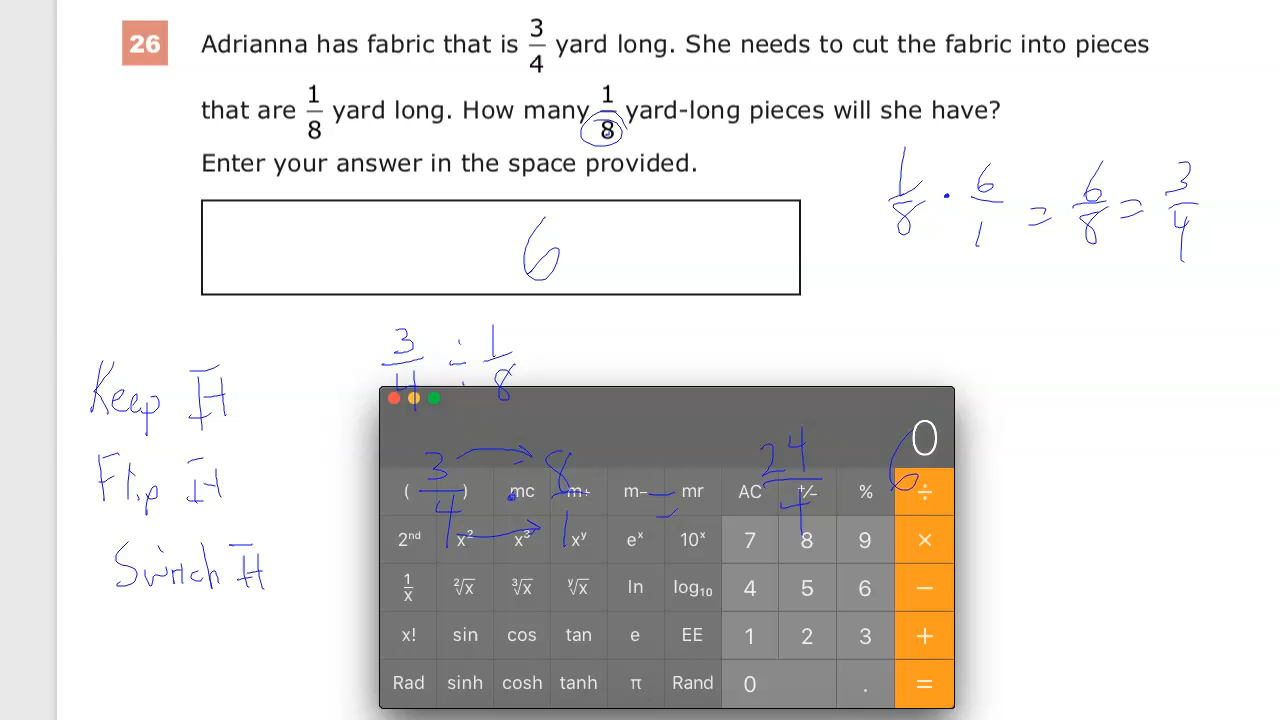 26 Adrianna has fabric that is 3/4 yard long. She needs to cut the fabric into pieces
that are 1/8 yard long. How many 1/8 yard-long pieces will she have?
Enter your answer in the space provided.
1/8 · 6/1 = 6/8 = 3/4
6
3/4 ÷ 1/8
Keep It
Flip It
Switch It
0
3/4 · 8/1 = 24/4 6
( ) mc m+ m− mr AC +/− % ÷
2nd x² x³ xʸ eˣ 10ˣ 7 8 9 ×
1/x ²√x ³√x ʸ√x ln log₁₀ 4 5 6 −
x! sin cos tan e EE 1 2 3 +
Rad sinh cosh tanh π Rand 0 . =